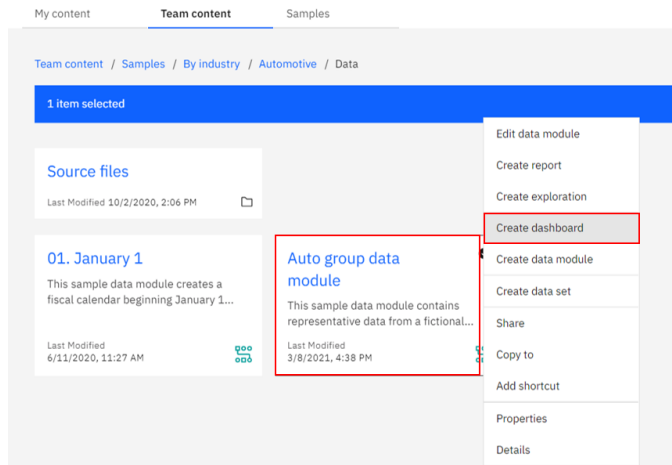 My content Team content Samples
Team content / Samples / By industry / Automotive / Data
1 item selected
Source files
Last Modified 10/2/2020, 2:06 PM
01. January 1
This sample data module creates a
fiscal calendar beginning January 1...
Last Modified
6/11/2020, 11:27 AM
Auto group data
module
This sample data module contains
representative data from a fictional...
Last Modified
3/8/2021, 4:38 PM
Edit data module
Create report
Create exploration
Create dashboard
Create data module
Create data set
Share
Copy to
Add shortcut
Properties
Details